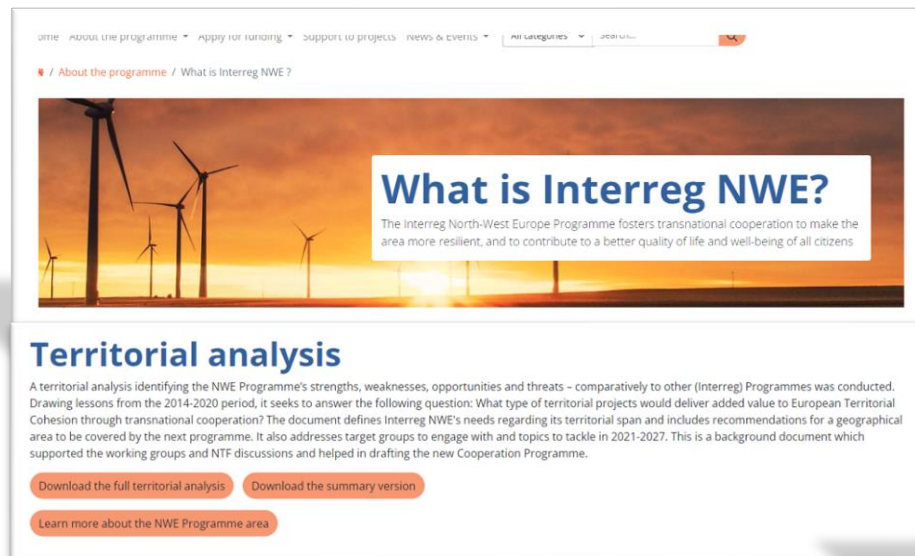 ome About the programme Apply for funding Support to projects News & Events All categories Search...
/ About the programme / What is Interreg NWE ?
What is Interreg NWE?
The Interreg North-West Europe Programme fosters transnational cooperation to make the
area more resilient, and to contribute to a better quality of life and well-being of all citizens
Territorial analysis
A territorial analysis identifying the NWE Programme's strengths, weaknesses, opportunities and threats – comparatively to other (Interreg) Programmes was conducted.
Drawing lessons from the 2014-2020 period, it seeks to answer the following question: What type of territorial projects would deliver added value to European Territorial
Cohesion through transnational cooperation? The document defines Interreg NWE's needs regarding its territorial span and includes recommendations for a geographical
area to be covered by the next programme. It also addresses target groups to engage with and topics to tackle in 2021-2027. This is a background document which
supported the working groups and NTF discussions and helped in drafting the new Cooperation Programme.
Download the full territorial analysis Download the summary version
Learn more about the NWE Programme area